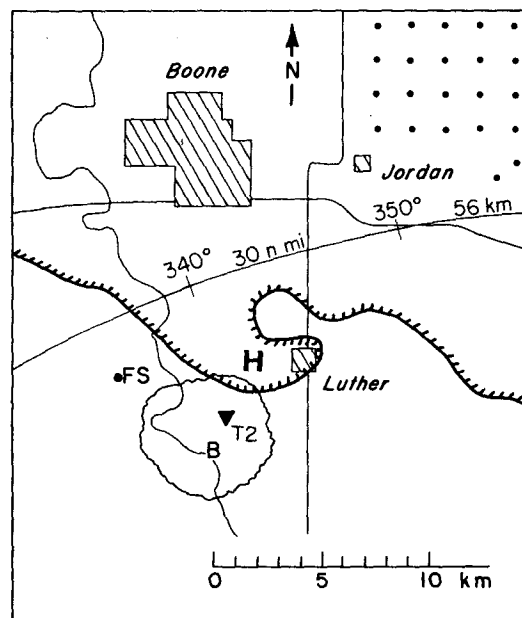 Boone
N
Jordan
350°
56 km
340°
30 n mi
H
FS
Luther
T2
B
0 5 10
km